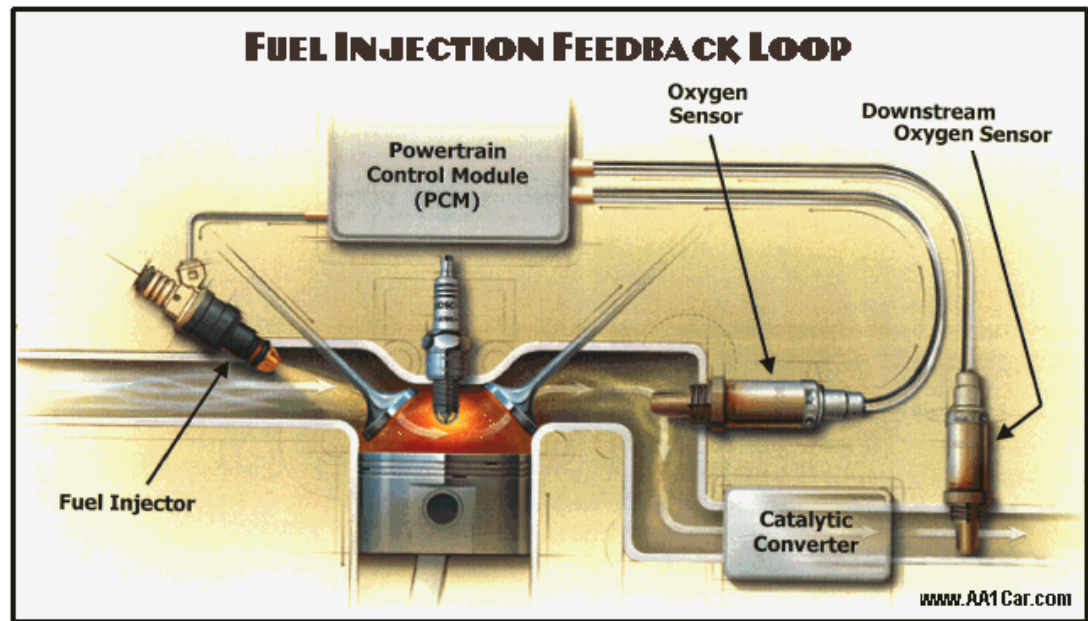 FUEL INJECTION FEEDBACK LOOP
Oxygen
Sensor
Downstream
Oxygen Sensor
Powertrain
Control Module
(PCM)
Fuel Injector
Catalytic
Converter
www.AA1Car.com